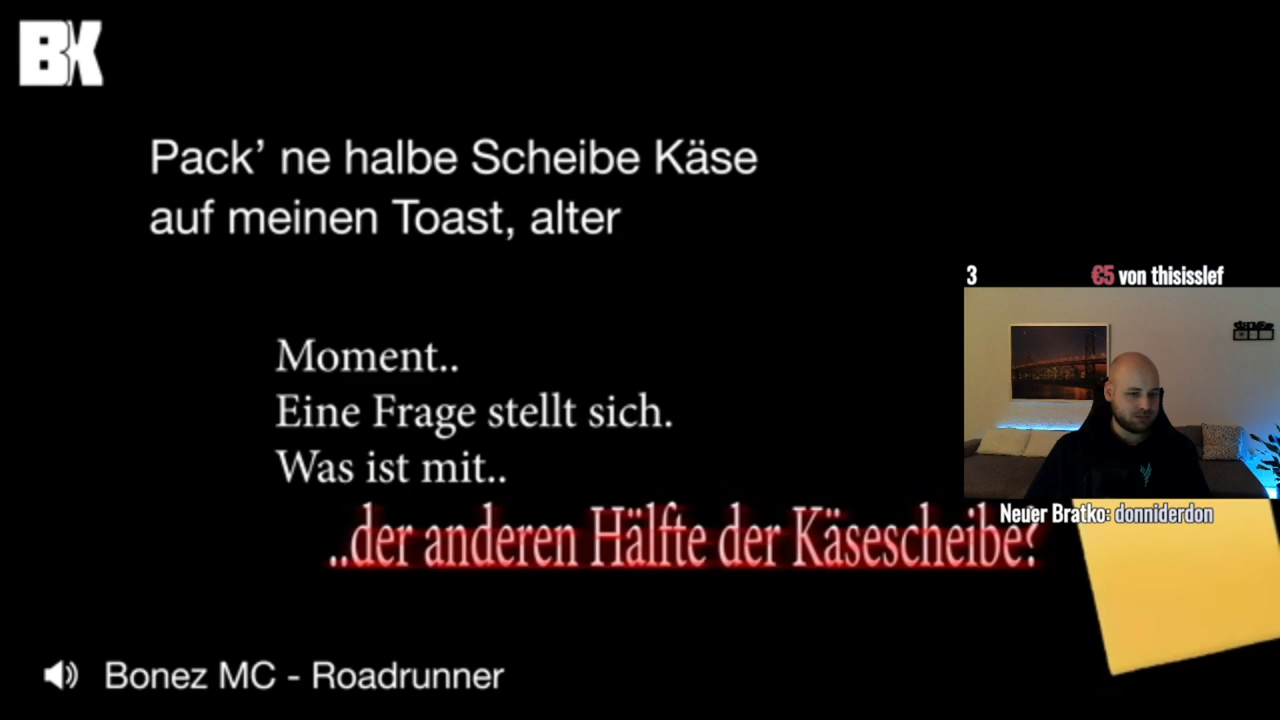 BK
Pack’ ne halbe Scheibe Käse
auf meinen Toast, alter
Moment..
Eine Frage stellt sich.
Was ist mit..
..der anderen Hälfte der Käsescheibe?
3
€5 von thisisslef
Neuer Bratko: donniderdon
Bonez MC - Roadrunner